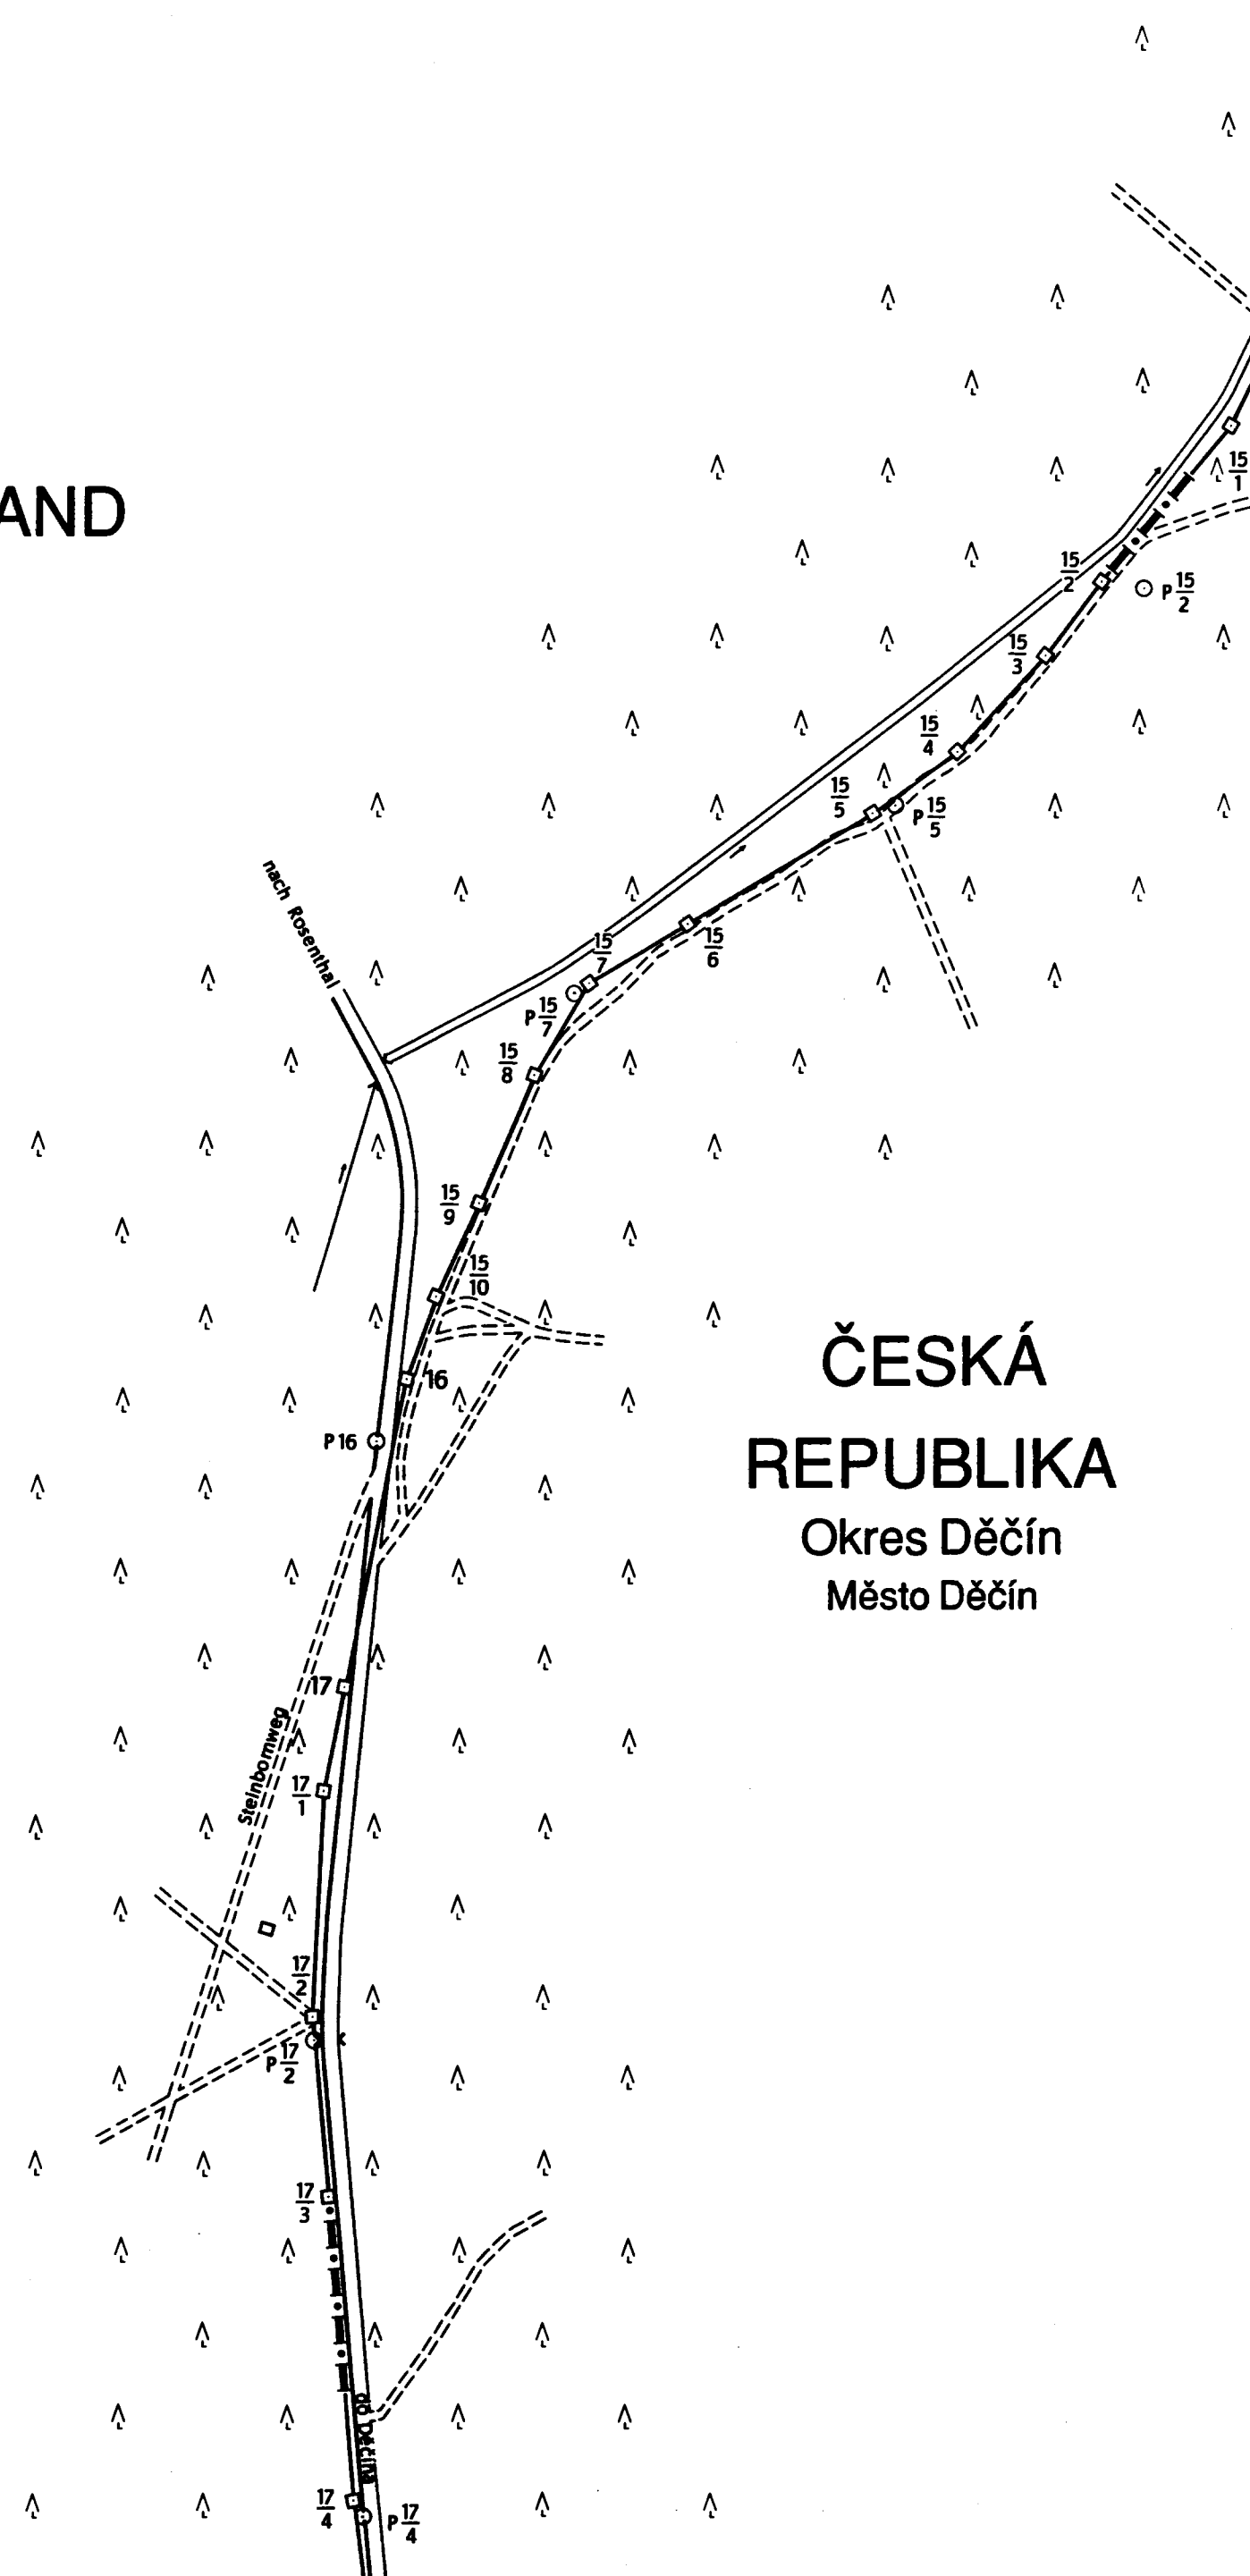 AND
15/1
15/2
P 15/2
15/3
15/4
15/5
P 15/5
nach Rosenthal
15/7
15/6
P 15/7
15/8
15/9
15/10
ČESKÁ
16
P 16
REPUBLIKA
Okres Děčín
Město Děčín
17
Steinbornweg
17/1
17/2
P 17/2
17/3
do Děčína
17/4
P 17/4